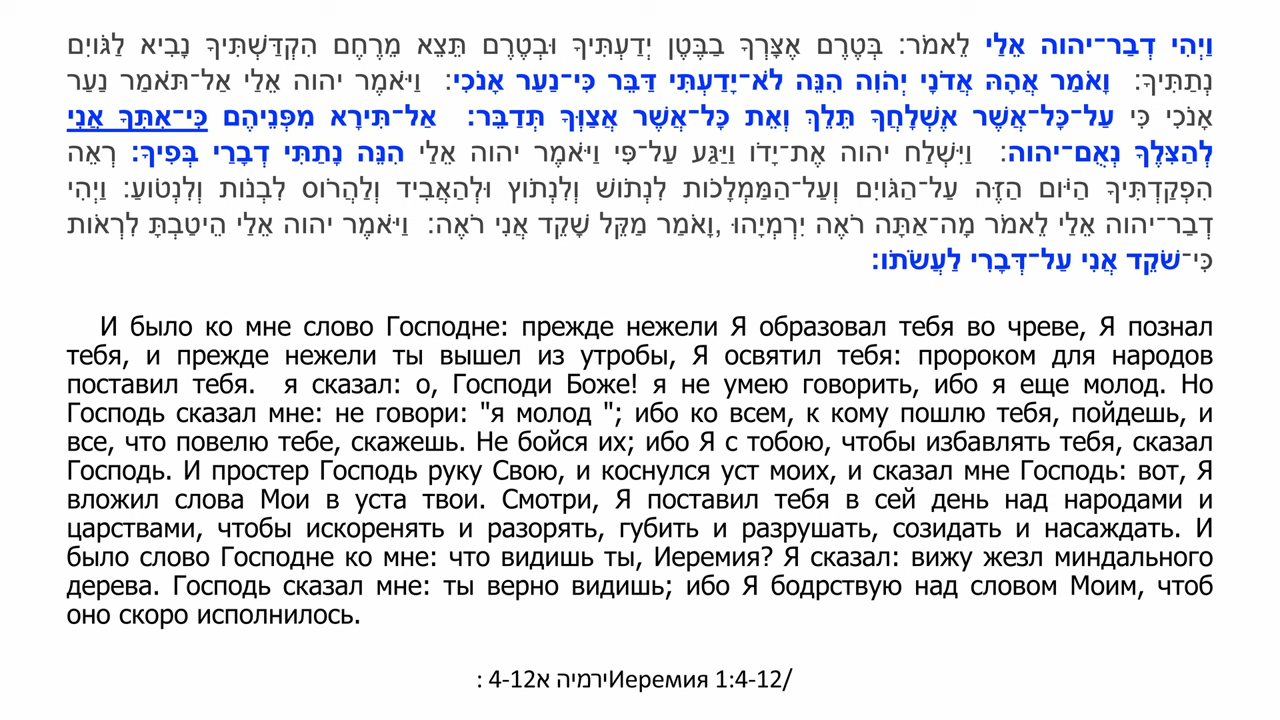 וַיְהִי דְבַר־יהוה אֵלַי לֵאמֹר: בְּטֶרֶם אֶצָּרְךָ בַבֶּטֶן יְדַעְתִּיךָ וּבְטֶרֶם תֵּצֵא מֵרֶחֶם הִקְדַּשְׁתִּיךָ נָבִיא לַגּוֹיִם
נְתַתִּיךָ: וָאֹמַר אֲהָהּ אֲדֹנָי יְהֹוִה הִנֵּה לֹא־יָדַעְתִּי דַּבֵּר כִּי־נַעַר אָנֹכִי: וַיֹּאמֶר יהוה אֵלַי אַל־תֹּאמַר נַעַר
אָנֹכִי כִּי עַל־כָּל־אֲשֶׁר אֶשְׁלָחֲךָ תֵּלֵךְ וְאֵת כָּל־אֲשֶׁר אֲצַוְּךָ תְּדַבֵּר: אַל־תִּירָא מִפְּנֵיהֶם כִּי־אִתְּךָ אֲנִי
לְהַצִּלֶךָ נְאֻם־יהוה: וַיִּשְׁלַח יהוה אֶת־יָדוֹ וַיַּגַּע עַל־פִּי וַיֹּאמֶר יהוה אֵלַי הִנֵּה נָתַתִּי דְבָרַי בְּפִיךָ: רְאֵה
הִפְקַדְתִּיךָ הַיּוֹם הַזֶּה עַל־הַגּוֹיִם וְעַל־הַמַּמְלָכוֹת לִנְתוֹשׁ וְלִנְתוֹץ וּלְהַאֲבִיד וְלַהֲרוֹס לִבְנוֹת וְלִנְטוֹעַ: וַיְהִי
דְבַר־יהוה אֵלַי לֵאמֹר מָה־אַתָּה רֹאֶה יִרְמְיָהוּ ,וָאֹמַר מַקֵּל שָׁקֵד אֲנִי רֹאֶה: וַיֹּאמֶר יהוה אֵלַי הֵיטַבְתָּ לִרְאוֹת
כִּי־שֹׁקֵד אֲנִי עַל־דְּבָרִי לַעֲשֹׂתוֹ:
И было ко мне слово Господне: прежде нежели Я образовал тебя во чреве, Я познал
тебя, и прежде нежели ты вышел из утробы, Я освятил тебя: пророком для народов
поставил тебя. я сказал: о, Господи Боже! я не умею говорить, ибо я еще молод. Но
Господь сказал мне: не говори: "я молод "; ибо ко всем, к кому пошлю тебя, пойдешь, и
все, что повелю тебе, скажешь. Не бойся их; ибо Я с тобою, чтобы избавлять тебя, сказал
Господь. И простер Господь руку Свою, и коснулся уст моих, и сказал мне Господь: вот, Я
вложил слова Мои в уста твои. Смотри, Я поставил тебя в сей день над народами и
царствами, чтобы искоренять и разорять, губить и разрушать, созидать и насаждать. И
было слово Господне ко мне: что видишь ты, Иеремия? Я сказал: вижу жезл миндального
дерева. Господь сказал мне: ты верно видишь; ибо Я бодрствую над словом Моим, чтоб
оно скоро исполнилось.
: 4-12ירמיה אИеремия 1:4-12/